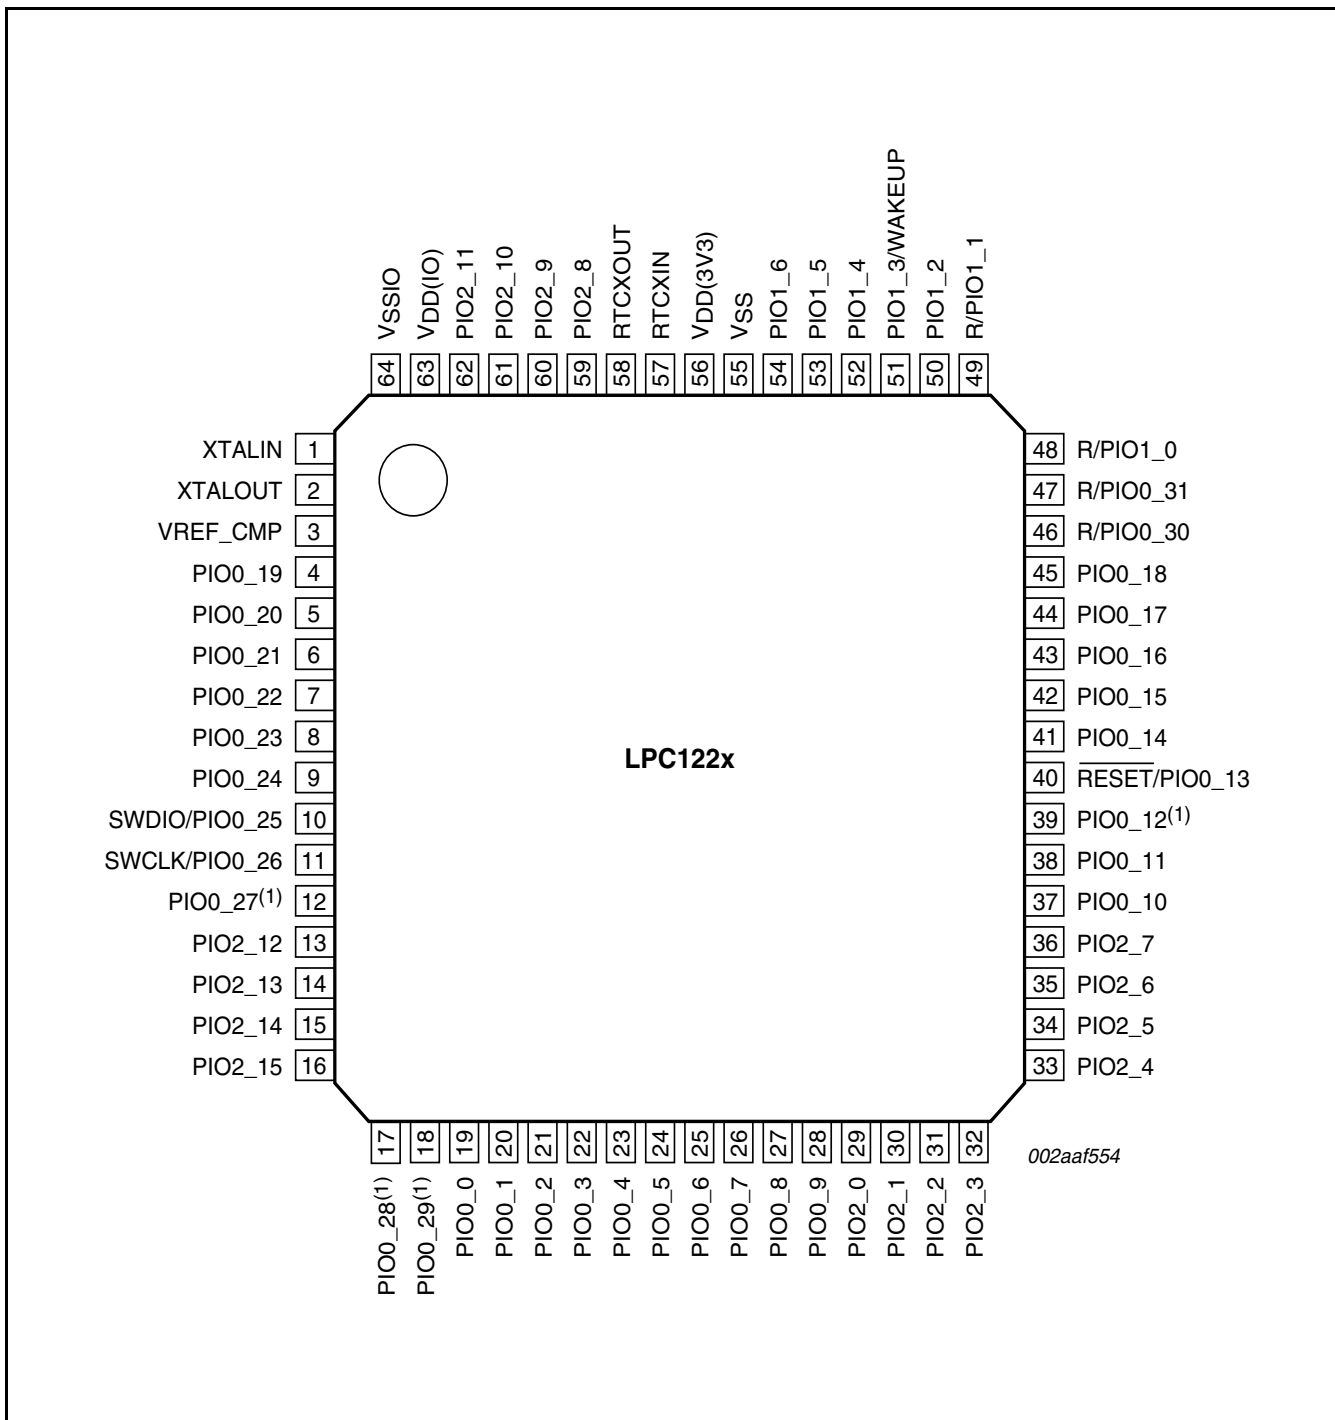 VSSIO
VDD(IO)
PIO2_11
PIO2_10
PIO2_9
PIO2_8
RTCXOUT
RTCXIN
VDD(3V3)
VSS
PIO1_6
PIO1_5
PIO1_4
PIO1_3/WAKEUP
PIO1_2
R/PIO1_1
64
63
62
61
60
59
58
57
56
55
54
53
52
51
50
49
XTALIN 1
XTALOUT 2
VREF_CMP 3
PIO0_19 4
PIO0_20 5
PIO0_21 6
PIO0_22 7
PIO0_23 8
PIO0_24 9
SWDIO/PIO0_25 10
SWCLK/PIO0_26 11
PIO0_27(1) 12
PIO2_12 13
PIO2_13 14
PIO2_14 15
PIO2_15 16
LPC122x
48 R/PIO1_0
47 R/PIO0_31
46 R/PIO0_30
45 PIO0_18
44 PIO0_17
43 PIO0_16
42 PIO0_15
41 PIO0_14
40 RESET/PIO0_13
39 PIO0_12(1)
38 PIO0_11
37 PIO0_10
36 PIO2_7
35 PIO2_6
34 PIO2_5
33 PIO2_4
17
18
19
20
21
22
23
24
25
26
27
28
29
30
31
32
PIO0_28(1)
PIO0_29(1)
PIO0_0
PIO0_1
PIO0_2
PIO0_3
PIO0_4
PIO0_5
PIO0_6
PIO0_7
PIO0_8
PIO0_9
PIO2_0
PIO2_1
PIO2_2
PIO2_3
002aaf554